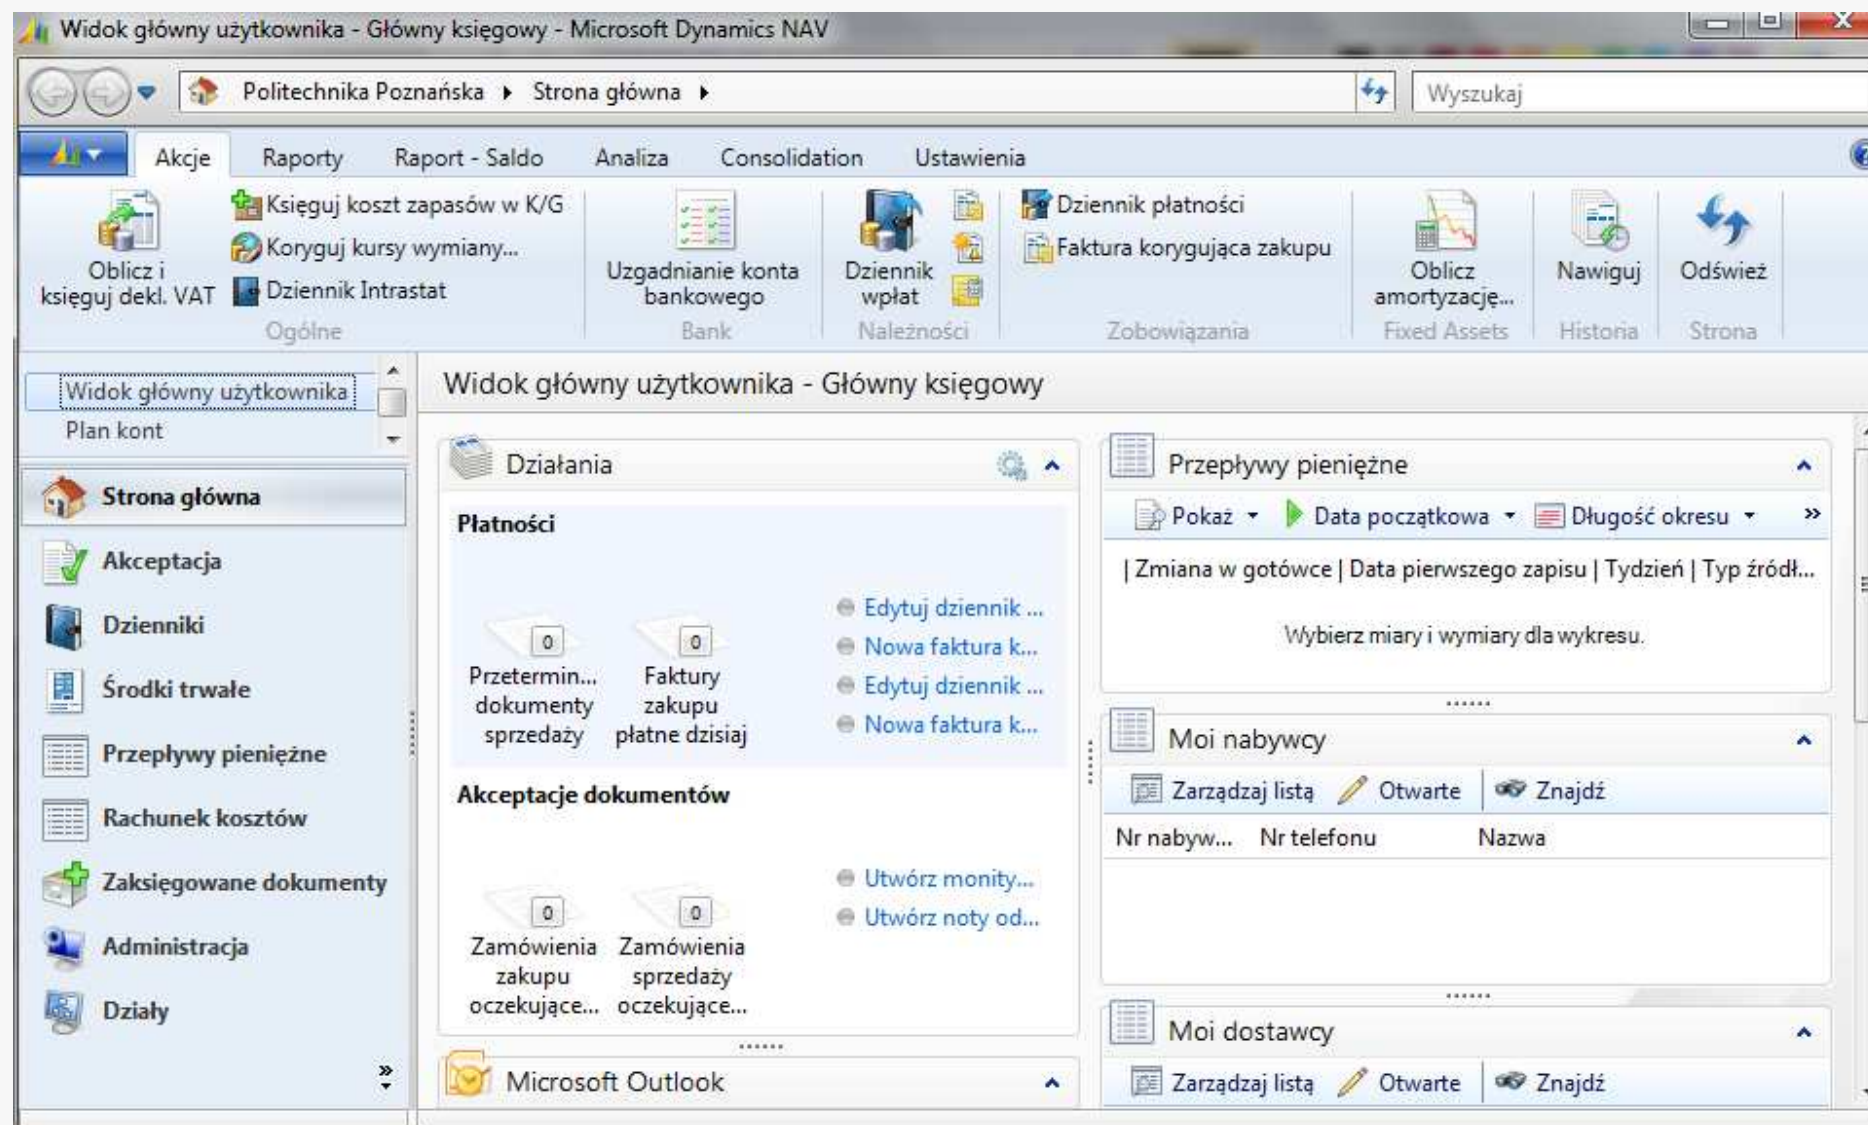 Widok główny użytkownika - Główny księgowy - Microsoft Dynamics NAV
Politechnika Poznańska
Strona główna
Wyszukaj
Akcje
Raporty
Raport - Saldo
Analiza
Consolidation
Ustawienia
Oblicz i
księguj dekl. VAT
Księguj koszt zapasów w K/G
Koryguj kursy wymiany...
Dziennik Intrastat
Ogólne
Uzgadnianie konta
bankowego
Bank
Dziennik
wpłat
Należności
Dziennik płatności
Faktura korygująca zakupu
Zobowiązania
Oblicz
amortyzację...
Fixed Assets
Nawiguj
Historia
Odśwież
Strona
Widok główny użytkownika
Plan kont
Strona główna
Akceptacja
Dzienniki
Środki trwałe
Przepływy pieniężne
Rachunek kosztów
Zaksięgowane dokumenty
Administracja
Działy
Widok główny użytkownika - Główny księgowy
Działania
Płatności
0
Przetermin...
dokumenty
sprzedaży
0
Faktury
zakupu
płatne dzisiaj
Edytuj dziennik ...
Nowa faktura k...
Edytuj dziennik ...
Nowa faktura k...
Akceptacje dokumentów
0
Zamówienia
zakupu
oczekujące...
0
Zamówienia
sprzedaży
oczekujące...
Utwórz monity...
Utwórz noty od...
Microsoft Outlook
Przepływy pieniężne
Pokaż
Data początkowa
Długość okresu
»
| Zmiana w gotówce | Data pierwszego zapisu | Tydzień | Typ źródł...
Wybierz miary i wymiary dla wykresu.
Moi nabywcy
Zarządzaj listą
Otwarte
Znajdź
Nr nabyw...
Nr telefonu
Nazwa
Moi dostawcy
Zarządzaj listą
Otwarte
Znajdź